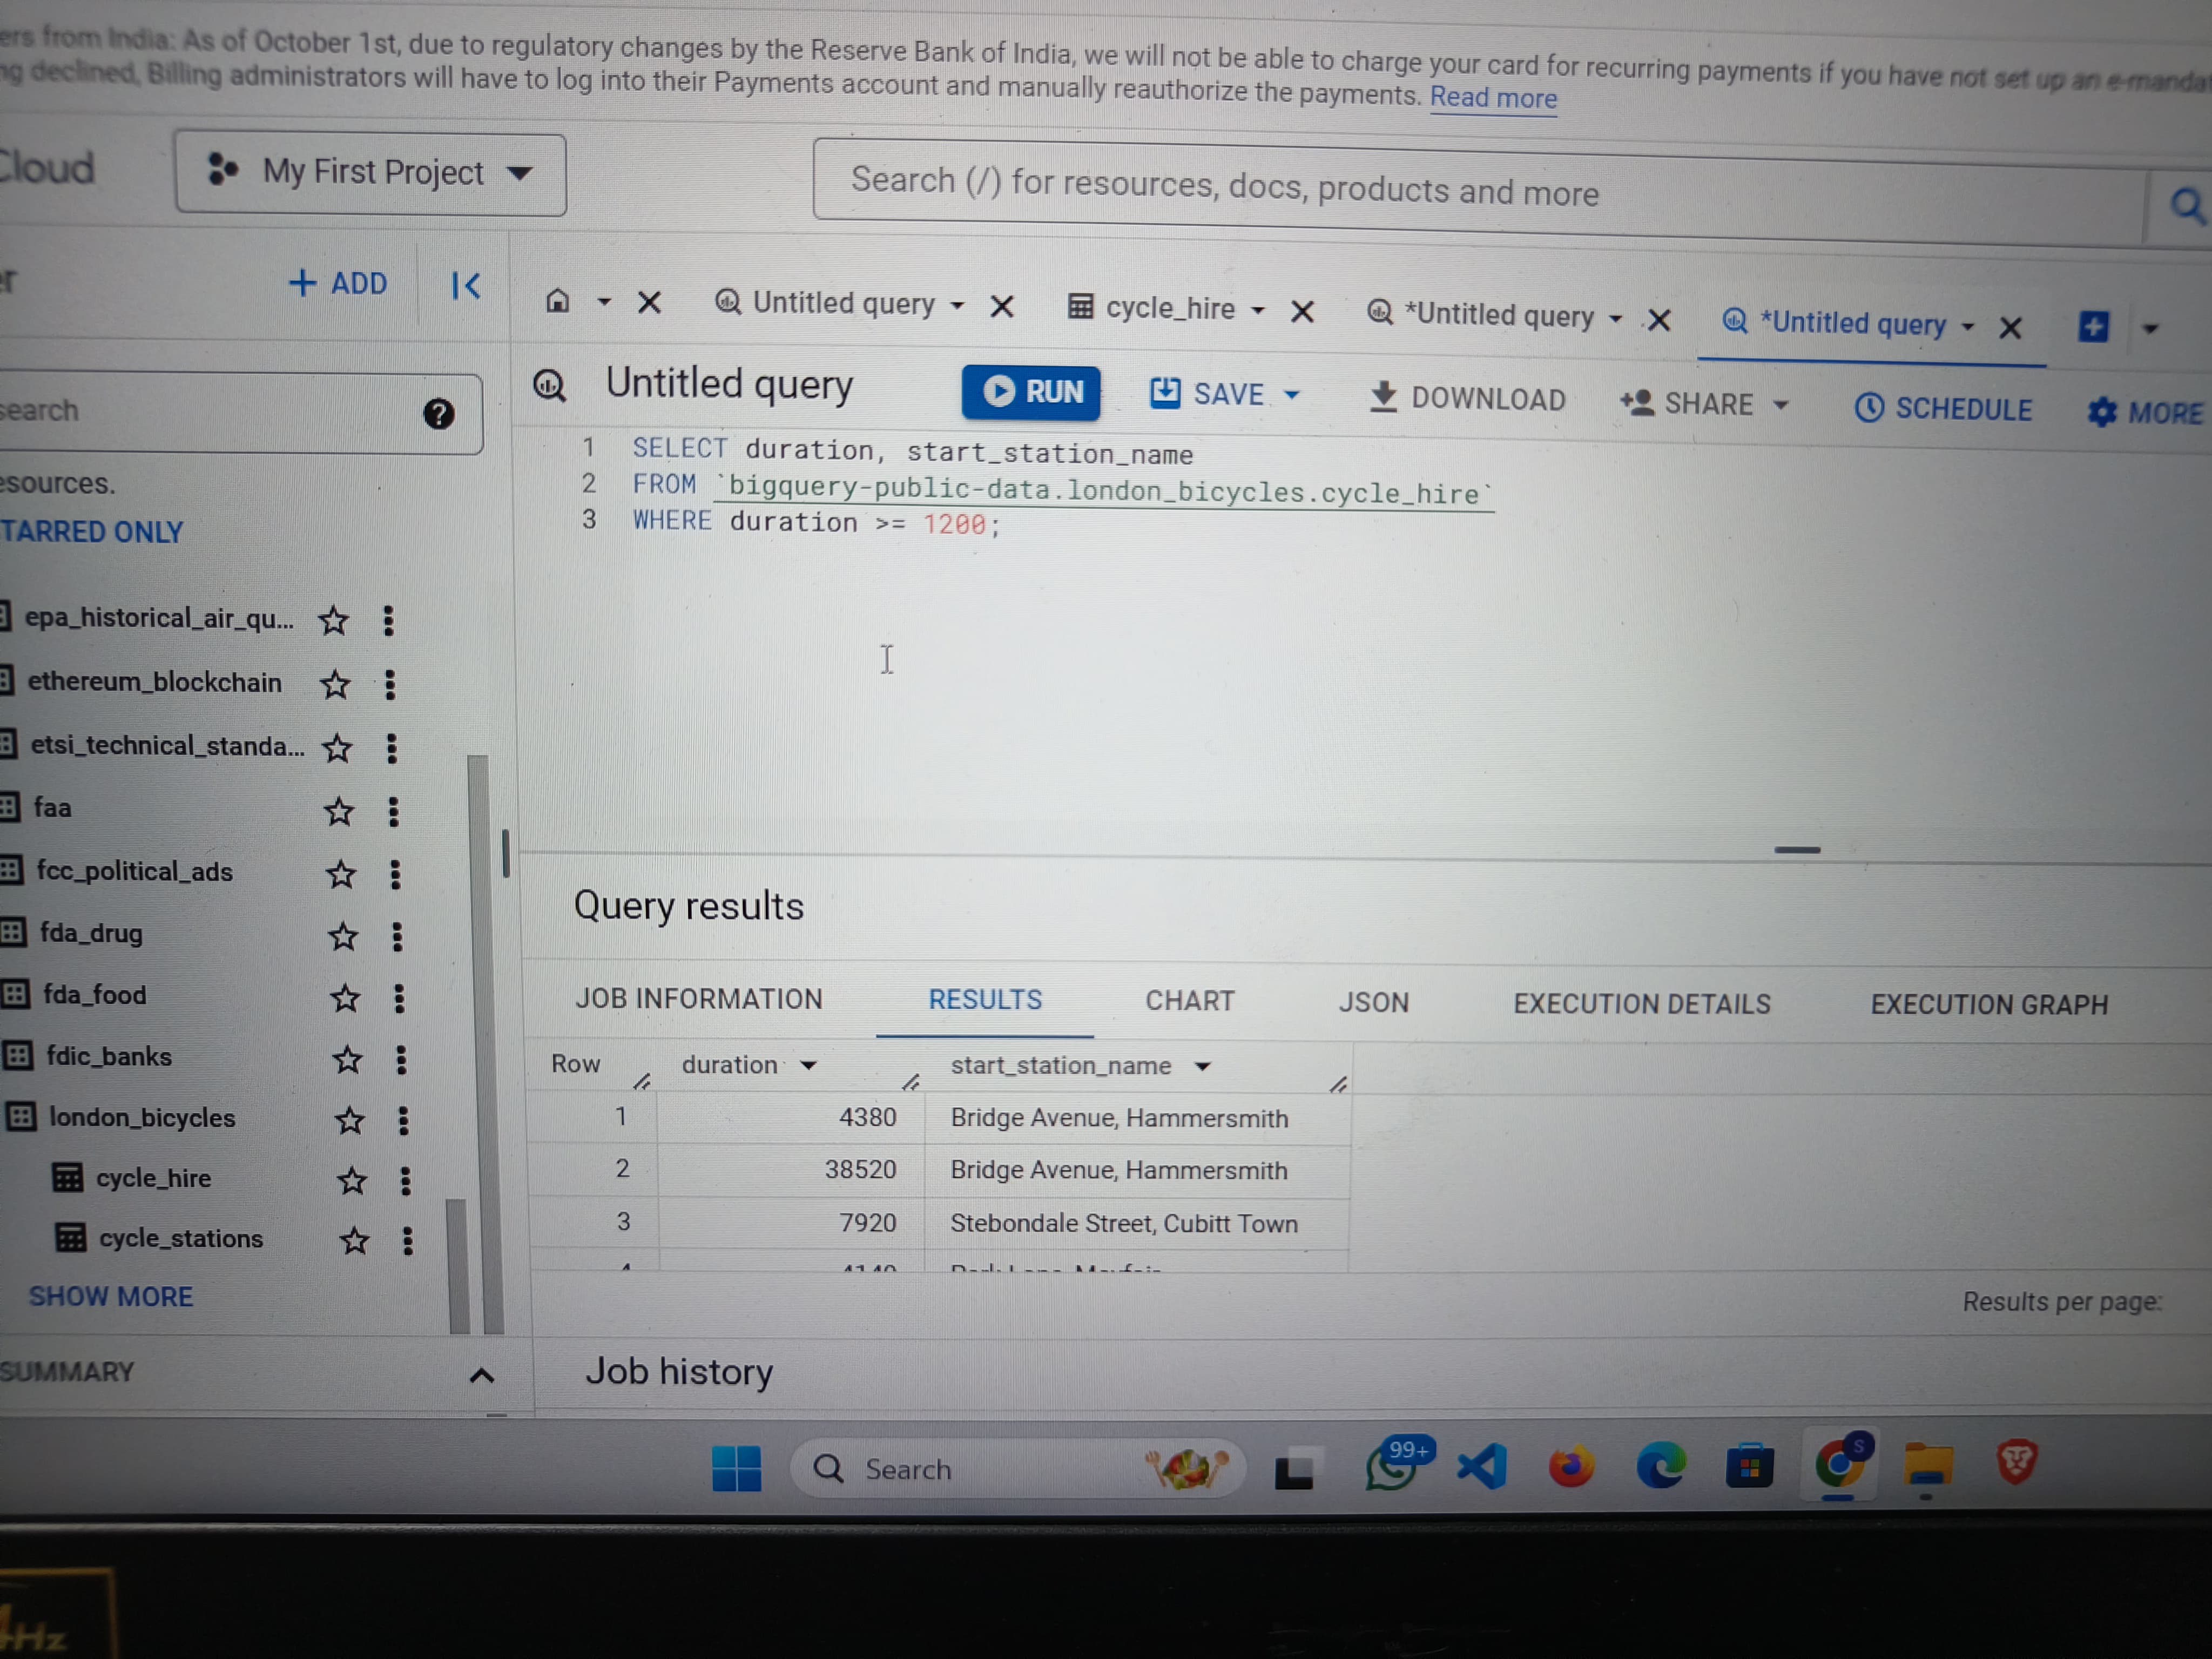 ers from India: As of October 1st, due to regulatory changes by the Reserve Bank of India, we will not be able to charge your card for recurring payments if you have not set up an e-mandat
ng declined, Billing administrators will have to log into their Payments account and manually reauthorize the payments. Read more
Cloud My First Project Search (/) for resources, docs, products and more
er + ADD
Untitled query cycle_hire *Untitled query *Untitled query
Untitled query RUN SAVE DOWNLOAD SHARE SCHEDULE MORE
search
esources.
TARRED ONLY
1 SELECT duration, start_station_name
2 FROM `bigquery-public-data.london_bicycles.cycle_hire`
3 WHERE duration >= 1200;
epa_historical_air_qu...
ethereum_blockchain
etsi_technical_standa...
faa
fcc_political_ads
fda_drug
fda_food
fdic_banks
london_bicycles
cycle_hire
cycle_stations
SHOW MORE
SUMMARY
Query results
JOB INFORMATION RESULTS CHART JSON EXECUTION DETAILS EXECUTION GRAPH
Row duration start_station_name
1 4380 Bridge Avenue, Hammersmith
2 38520 Bridge Avenue, Hammersmith
3 7920 Stebondale Street, Cubitt Town
Results per page:
Job history
Search 99+ S
4Hz